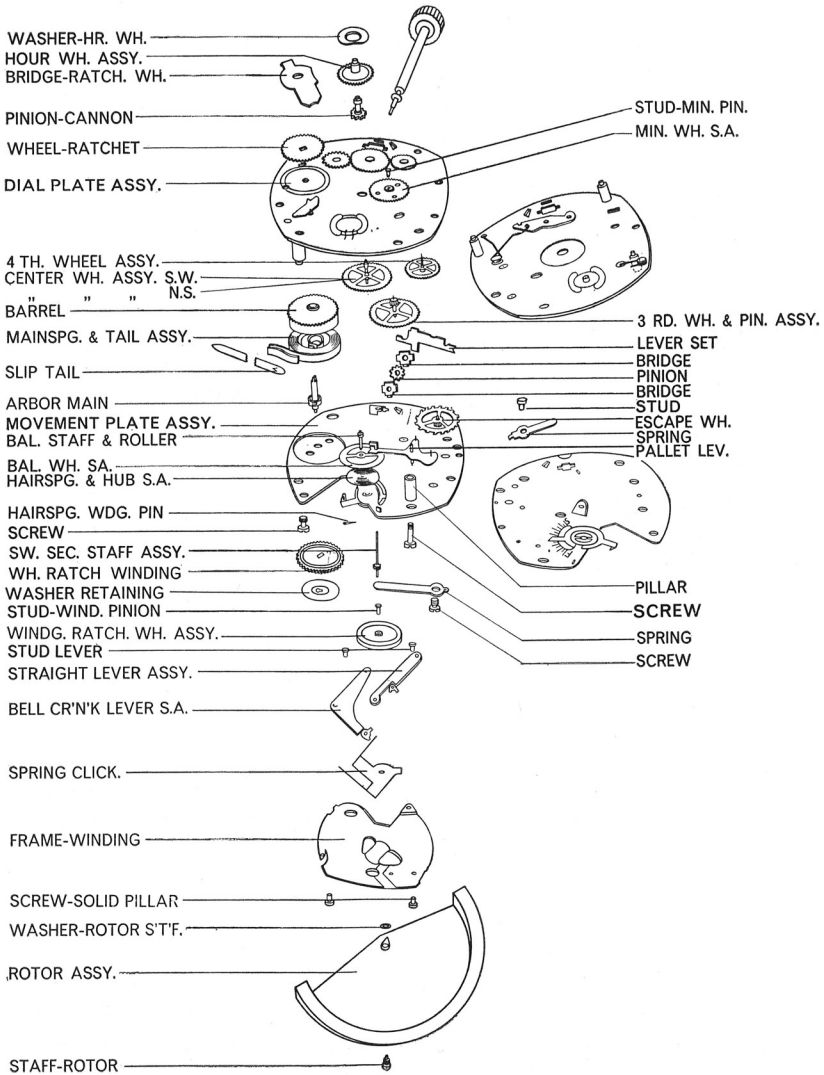 WASHER-HR. WH.
HOUR WH. ASSY.
BRIDGE-RATCH. WH.
PINION-CANNON
WHEEL-RATCHET
DIAL PLATE ASSY.
4 TH. WHEEL ASSY.
CENTER WH. ASSY. S.W.
" " " N.S.
BARREL
MAINSPG. & TAIL ASSY.
SLIP TAIL
ARBOR MAIN
MOVEMENT PLATE ASSY.
BAL. STAFF & ROLLER
BAL. WH. SA.
HAIRSPG. & HUB S.A.
HAIRSPG. WDG. PIN
SCREW
SW. SEC. STAFF ASSY.
WH. RATCH WINDING
WASHER RETAINING
STUD-WIND. PINION
WINDG. RATCH. WH. ASSY.
STUD LEVER
STRAIGHT LEVER ASSY.
BELL CR'N'K LEVER S.A.
SPRING CLICK.
FRAME-WINDING
SCREW-SOLID PILLAR
WASHER-ROTOR S'T'F.
ROTOR ASSY.
STAFF-ROTOR
STUD-MIN. PIN.
MIN. WH. S.A.
3 RD. WH. & PIN. ASSY.
LEVER SET
BRIDGE
PINION
BRIDGE
STUD
ESCAPE WH.
SPRING
PALLET LEV.
PILLAR
SCREW
SPRING
SCREW